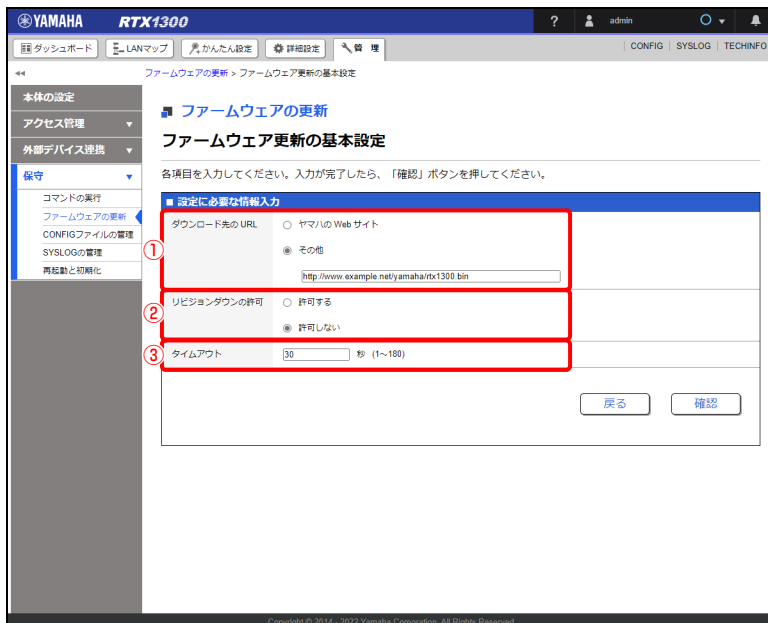 YAMAHA RTX1300 ? admin
ダッシュボード LANマップ かんたん設定 詳細設定 管 理 CONFIG | SYSLOG | TECHINFO
ファームウェアの更新 > ファームウェア更新の基本設定
本体の設定
アクセス管理
外部デバイス連携
保守
コマンドの実行
ファームウェアの更新
CONFIGファイルの管理
SYSLOGの管理
再起動と初期化
ファームウェアの更新
ファームウェア更新の基本設定
各項目を入力してください。入力が完了したら、「確認」ボタンを押してください。
■ 設定に必要な情報入力
① ダウンロード先の URL ヤマハの Web サイト
その他
http://www.example.net/yamaha/rtx1300.bin
② リビジョンダウンの許可 許可する
許可しない
③ タイムアウト 30 秒 (1~180)
戻る 確認
Copyright © 2014 - 2022 Yamaha Corporation. All Rights Reserved.